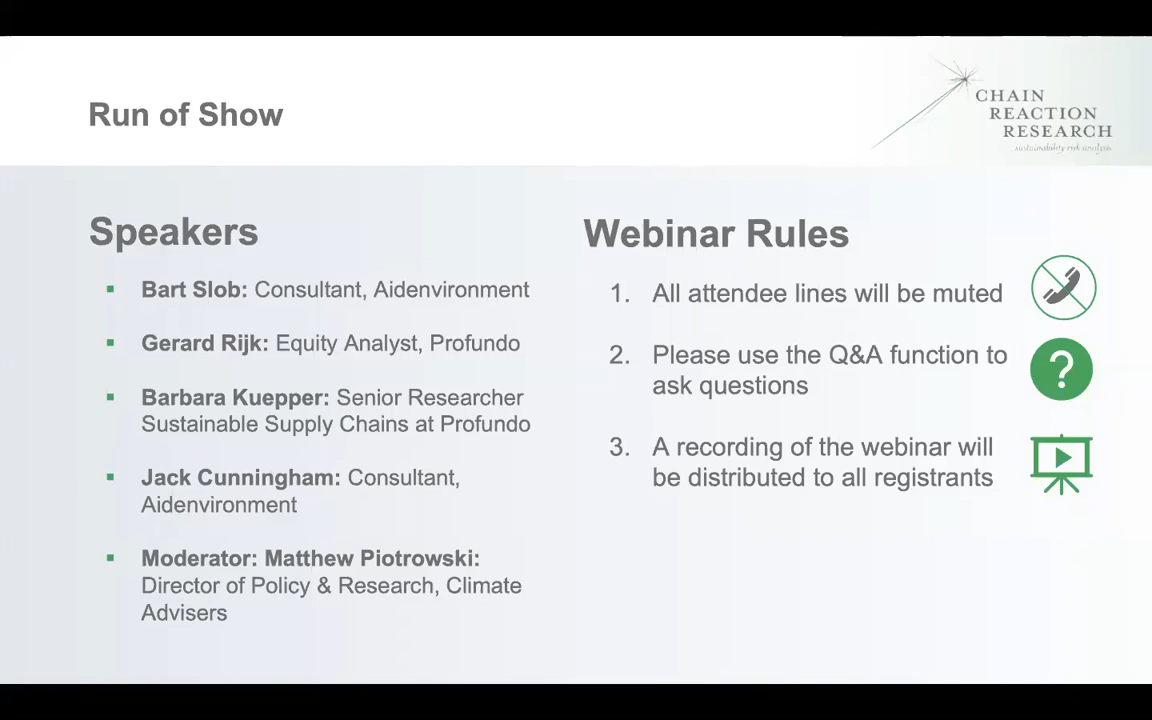 Run of Show
CHAIN
REACTION
RESEARCH
sustainability risk analysis
Speakers
▪ Bart Slob: Consultant, Aidenvironment
▪ Gerard Rijk: Equity Analyst, Profundo
▪ Barbara Kuepper: Senior Researcher
Sustainable Supply Chains at Profundo
▪ Jack Cunningham: Consultant,
Aidenvironment
▪ Moderator: Matthew Piotrowski:
Director of Policy & Research, Climate
Advisers
Webinar Rules
1. All attendee lines will be muted
2. Please use the Q&A function to
ask questions
?
3. A recording of the webinar will
be distributed to all registrants